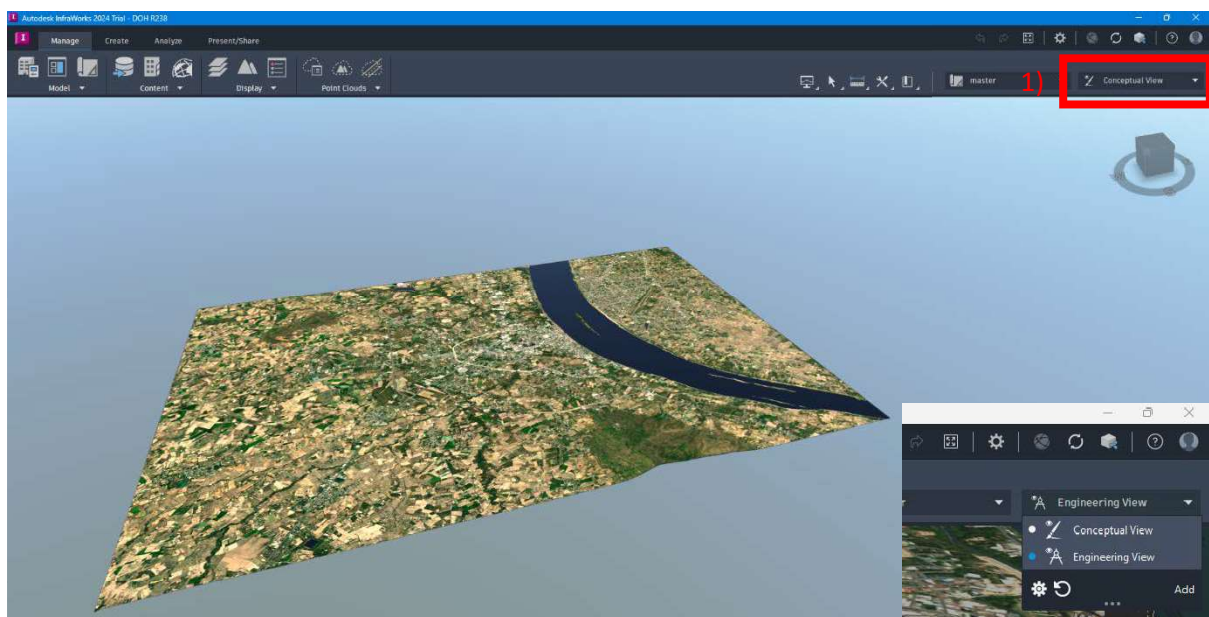 Autodesk InfraWorks 2024 Trial - DOH R238
Manage Create Analyze Present/Share
Model Content Display Point Clouds
master 1) Conceptual View
Engineering View
Conceptual View
Engineering View
Add